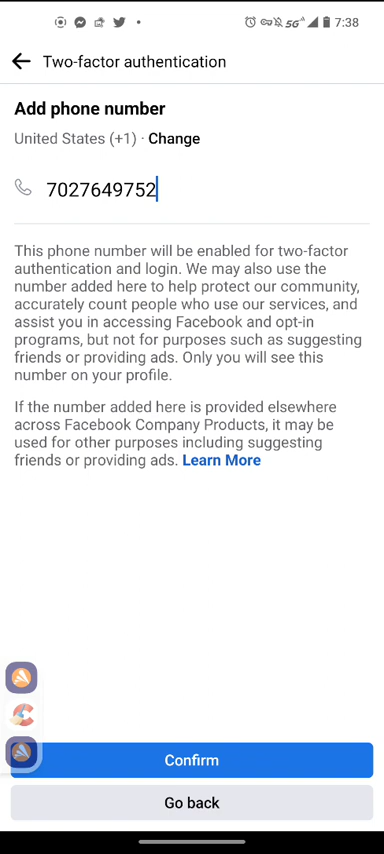 5G 7:38
Two-factor authentication
Add phone number
United States (+1) · Change
7027649752
This phone number will be enabled for two-factor
authentication and login. We may also use the
number added here to help protect our community,
accurately count people who use our services, and
assist you in accessing Facebook and opt-in
programs, but not for purposes such as suggesting
friends or providing ads. Only you will see this
number on your profile.
If the number added here is provided elsewhere
across Facebook Company Products, it may be
used for other purposes including suggesting
friends or providing ads. Learn More
Confirm
Go back